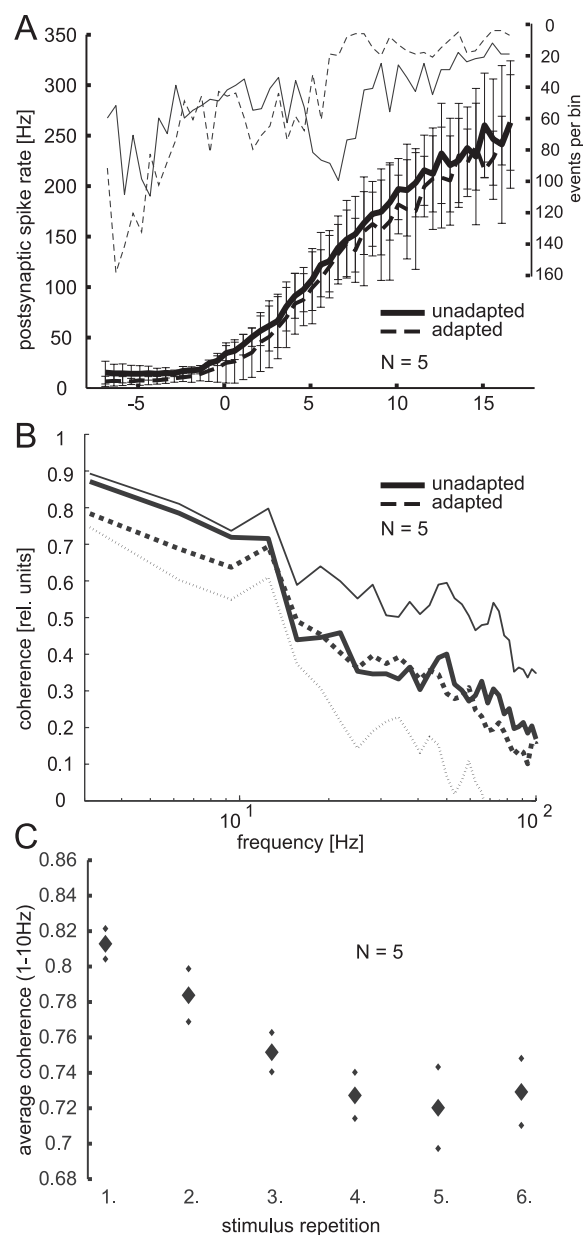 A
postsynaptic spike rate [Hz]
350
300
250
200
150
100
50
0
-5
0
5
10
15
0
20
40
60
80
100
120
140
160
events per bin
unadapted
adapted
N = 5
B
coherence [rel. units]
1
0.9
0.8
0.7
0.6
0.5
0.4
0.3
0.2
0.1
0
unadapted
adapted
N = 5
10 1
10 2
frequency [Hz]
C
average coherence (1-10Hz)
0.86
0.84
0.82
0.8
0.78
0.76
0.74
0.72
0.7
0.68
N = 5
1. 2. 3. 4. 5. 6.
stimulus repetition